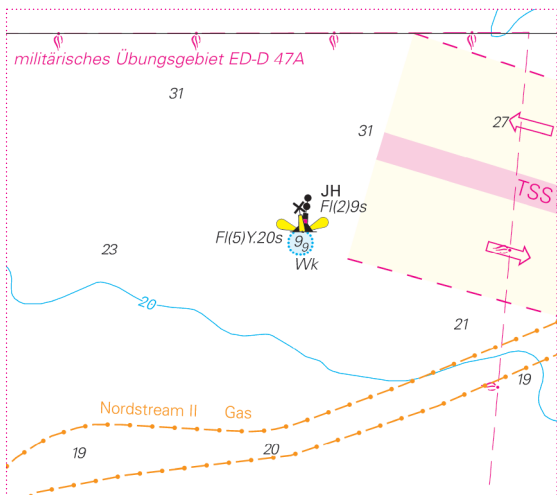 militärisches Übungsgebiet ED-D 47A
31
27
31
TSS
JH
Fl(2)9s
Fl(5)Y.20s
9₉
Wk
23
20
21
19
Nordstream II Gas
19
20